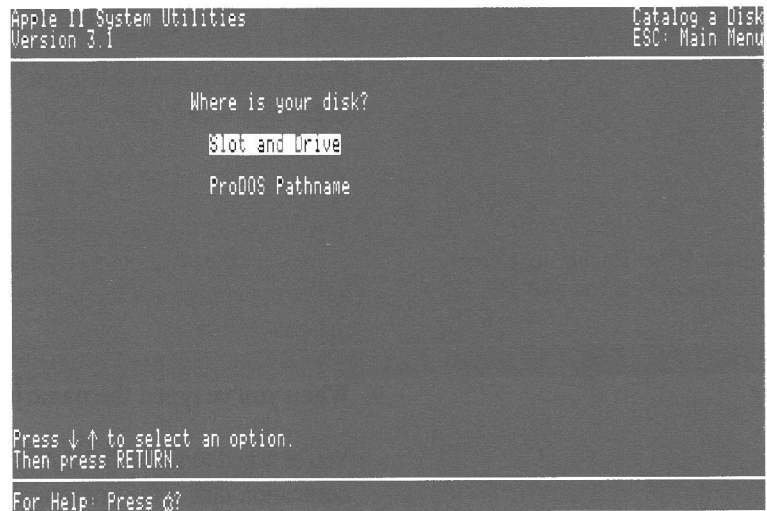 Apple II System Utilities
Version 3.1
Catalog a Disk
ESC: Main Menu
Where is your disk?
Slot and Drive
ProDOS Pathname
Press ↓ ↑ to select an option.
Then press RETURN.
For Help: Press ?